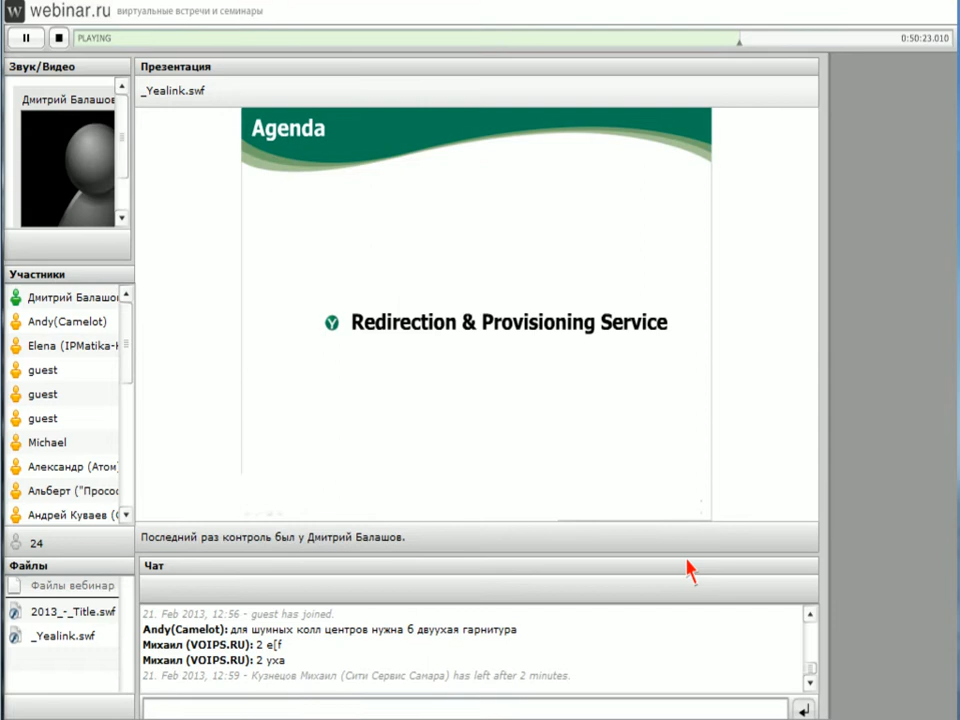 w webinar.ru виртуальные встречи и семинары
PLAYING 0:50:23.010
Звук/Видео
Дмитрий Балашов
Презентация
_Yealink.swf
Agenda
Redirection & Provisioning Service
Участники
Дмитрий Балашов
Andy(Camelot)
Elena (IPMatika-
guest
guest
guest
Michael
Александр (Атом
Альберт ("Просо
Андрей Куваев (
24
Последний раз контроль был у Дмитрий Балашов.
Файлы
Файлы вебинар
2013_-_Title.swf
_Yealink.swf
Чат
21. Feb 2013, 12:56 - guest has joined.
Andy(Camelot): для шумных колл центров нужна б двуухая гарнитура
Михаил (VOIPS.RU): 2 е[f
Михаил (VOIPS.RU): 2 уха
21. Feb 2013, 12:59 - Кузнецов Михаил (Сити Сервис Самара) has left after 2 minutes.